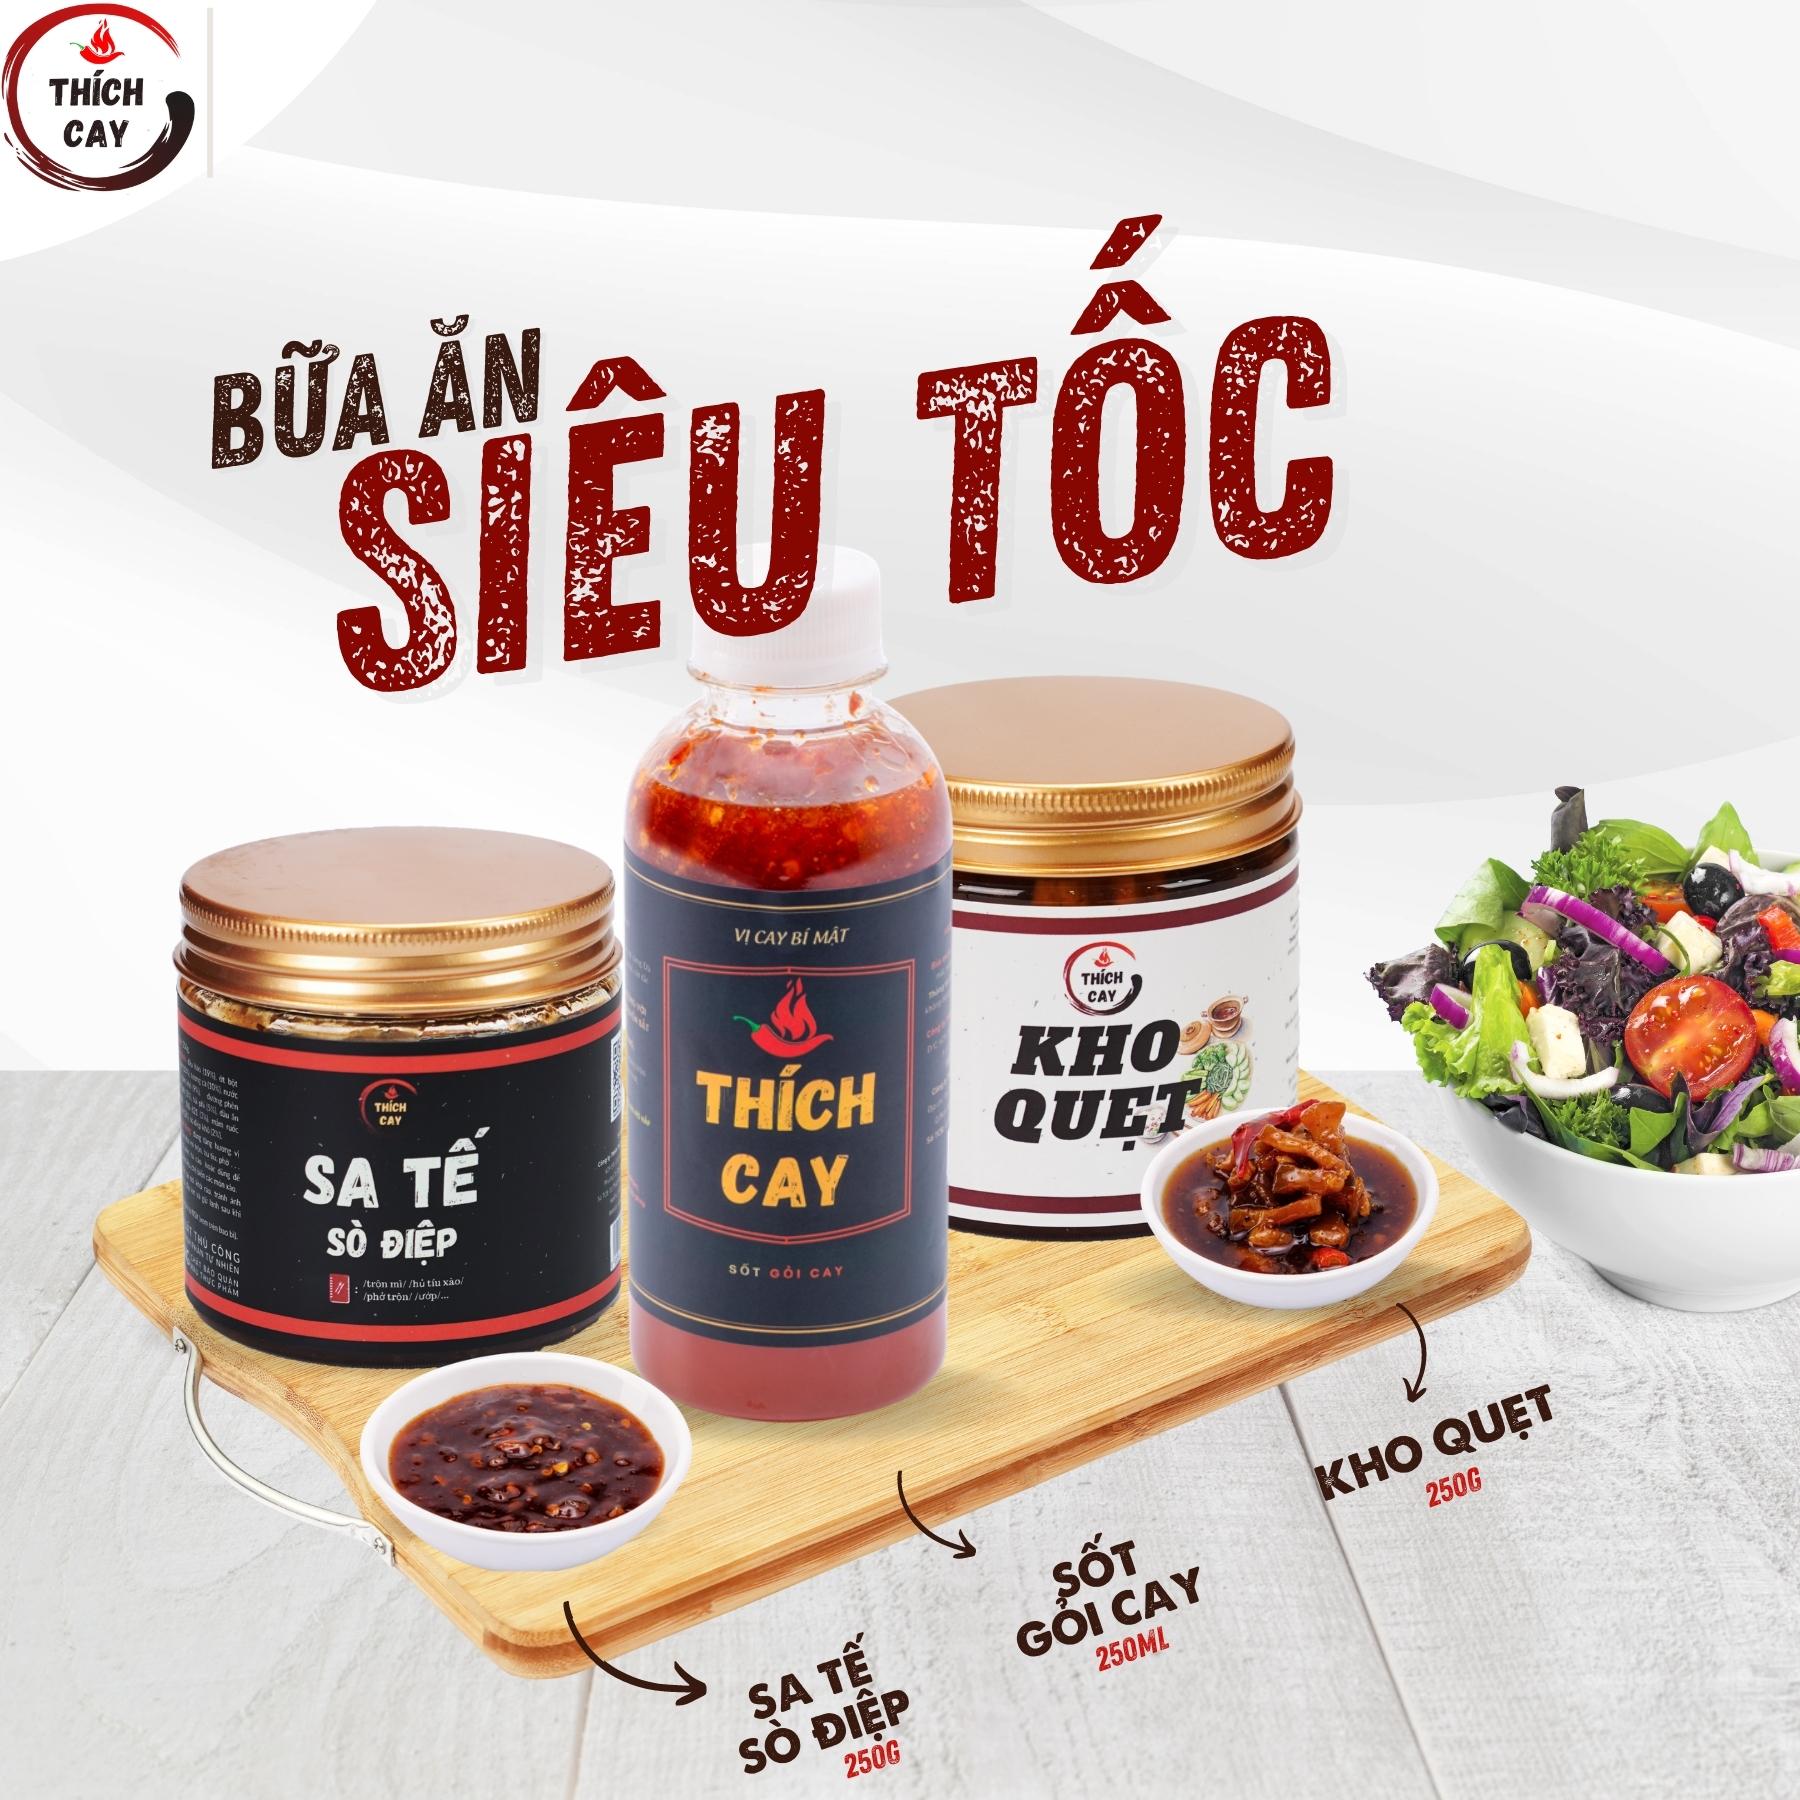 THÍCH
CAY
BỮA ĂN
SIÊU TỐC
VỊ CAY BÍ MẬT
THÍCH
CAY
SỐT GỎI CAY
THÍCH
CAY
KHO
QUẸT
THÍCH
CAY
SA TẾ
SÒ ĐIỆP
: /trộn mì/ /hủ tíu xào/
/phở trộn/ /ướp/...
KHO QUẸT
250G
SỐT
GỎI CAY
250ML
SA TẾ
SÒ ĐIỆP
250G